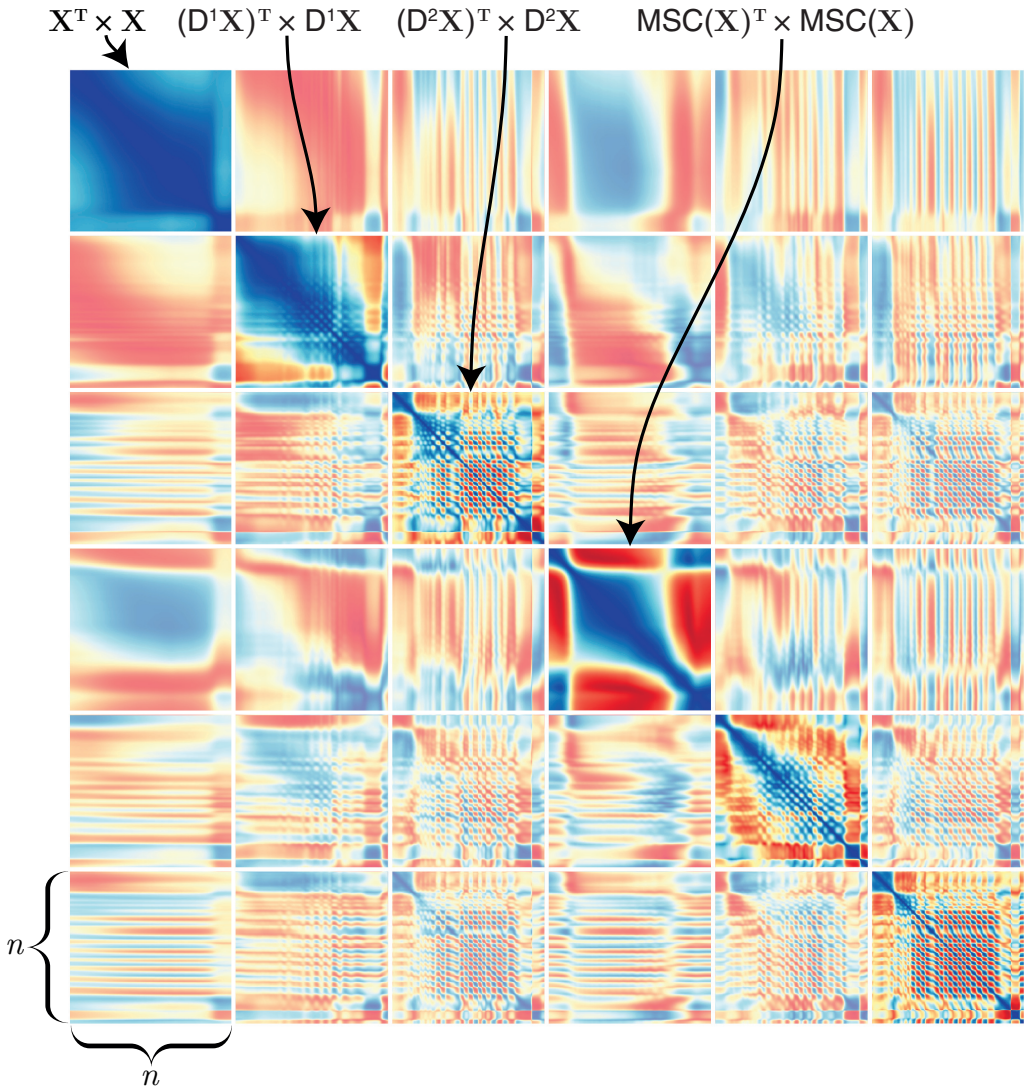 Xᵀ × X (D¹X)ᵀ × D¹X (D²X)ᵀ × D²X MSC(X)ᵀ × MSC(X)
n
n